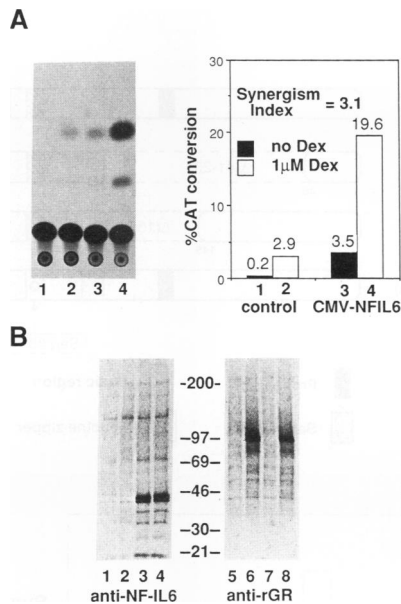 A
30
20
10
0
%CAT conversion
Synergism
Index = 3.1
no Dex
1μM Dex
0.2
2.9
3.5
19.6
1 2 3 4
1 2 3 4
control CMV-NFIL6
B
–200–
–97–
–69–
–46–
–30–
–21–
1 2 3 4 5 6 7 8
anti-NF-IL6 anti-rGR